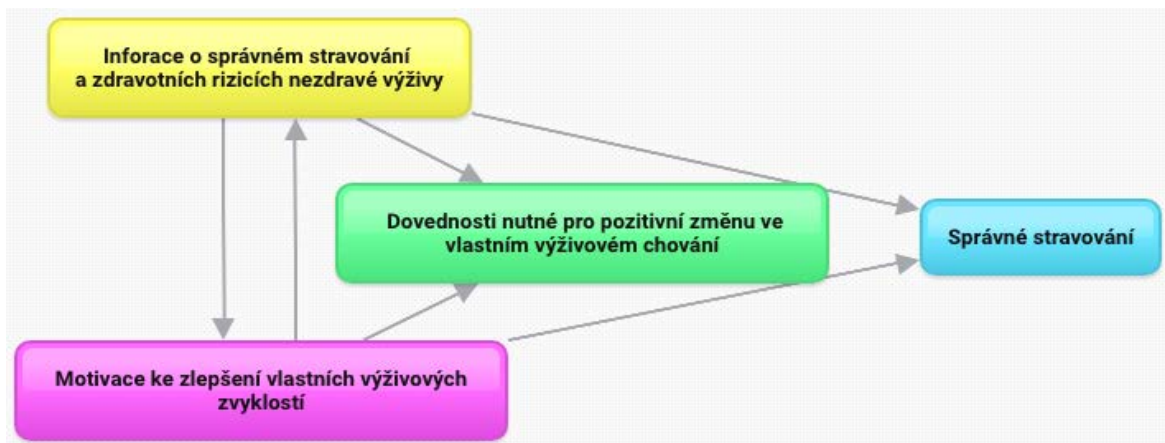 Inforace o správném stravování
a zdravotních rizicích nezdravé výživy
Dovednosti nutné pro pozitivní změnu ve
vlastním výživovém chování
Správné stravování
Motivace ke zlepšení vlastních výživových
zvyklostí